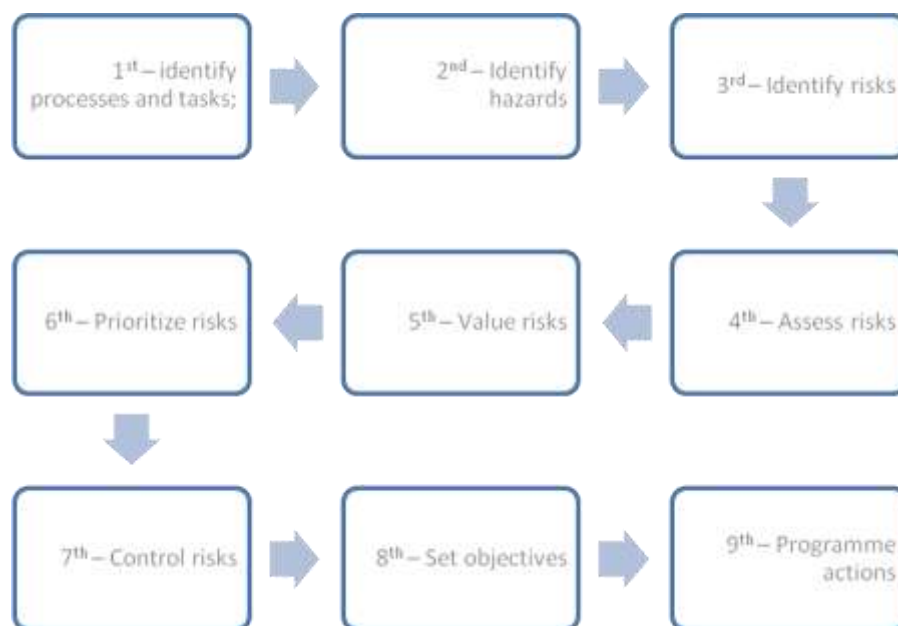 1st – identify
processes and tasks;
2nd – Identify
hazards
3rd – Identify risks
4th – Assess risks
5th – Value risks
6th – Prioritize risks
7th – Control risks
8th – Set objectives
9th – Programme
actions